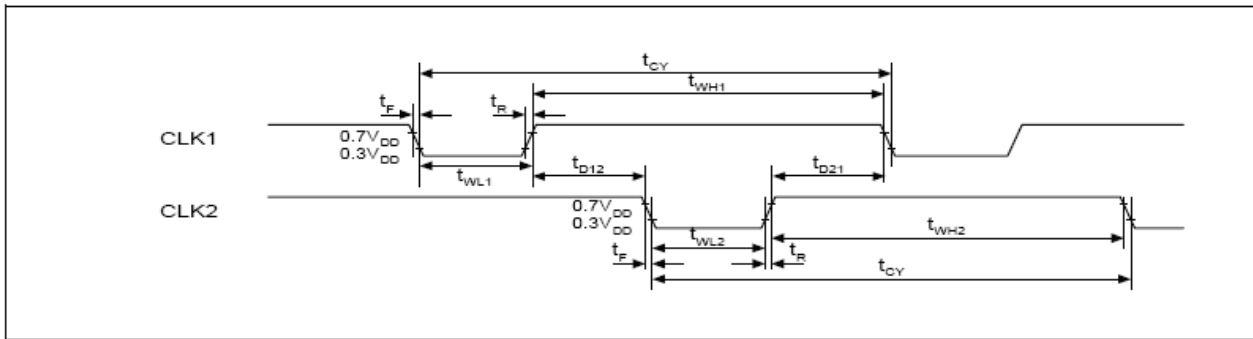 tCY
tWH1
tF tR
CLK1 0.7VDD
0.3VDD
tWL1 tD12 tD21
CLK2 0.7VDD
0.3VDD
tWL2 tWH2
tF tR
tCY